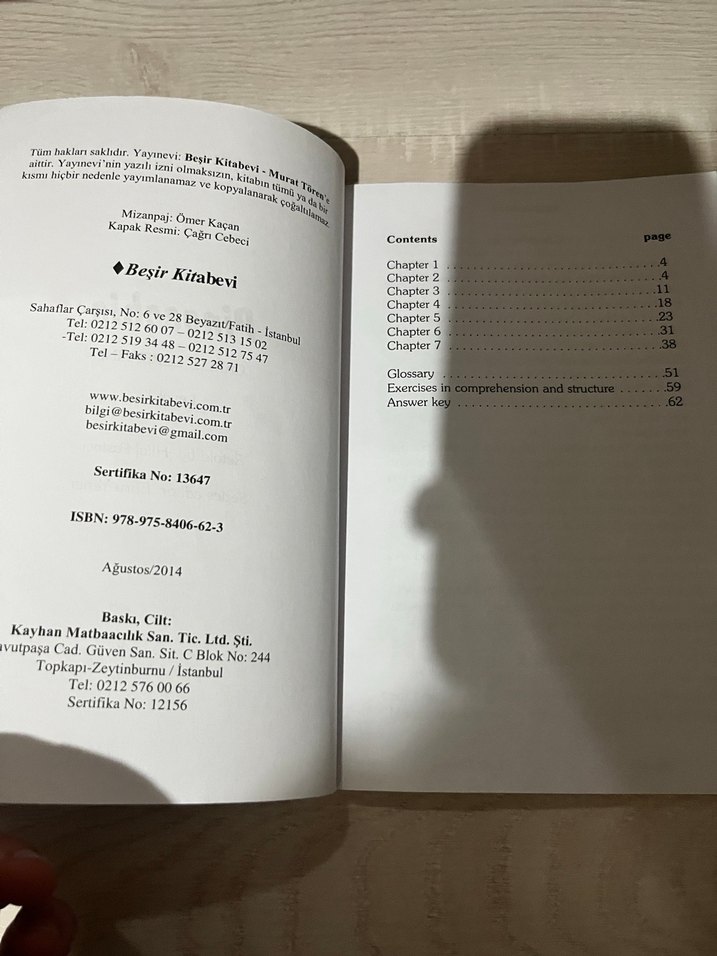 Tüm hakları saklıdır. Yayınevi: Beşir Kitabevi - Murat Tören'e
aittir. Yayınevi'nin yazılı izni olmaksızın, kitabın tümü ya da bir
kısmı hiçbir nedenle yayımlanamaz ve kopyalanarak çoğaltılamaz
Mizanpaj: Ömer Kaçan
Kapak Resmi: Çağrı Cebeci
♦Beşir Kitabevi
Sahaflar Çarşısı, No: 6 ve 28 Beyazıt/Fatih - İstanbul
Tel: 0212 512 60 07 – 0212 513 15 02
-Tel: 0212 519 34 48 – 0212 512 75 47
Tel – Faks : 0212 527 28 71
www.besirkitabevi.com.tr
bilgi@besirkitabevi.com.tr
besirkitabevi@gmail.com
Sertifika No: 13647
ISBN: 978-975-8406-62-3
Ağustos/2014
Baskı, Cilt:
Kayhan Matbaacılık San. Tic. Ltd. Şti.
avutpaşa Cad. Güven San. Sit. C Blok No: 244
Topkapı-Zeytinburnu / İstanbul
Tel: 0212 576 00 66
Sertifika No: 12156
Contents page
Chapter 1 .4
Chapter 2 .4
Chapter 3 .11
Chapter 4 .18
Chapter 5 .23
Chapter 6 .31
Chapter 7 .38
Glossary .51
Exercises in comprehension and structure .59
Answer key .62